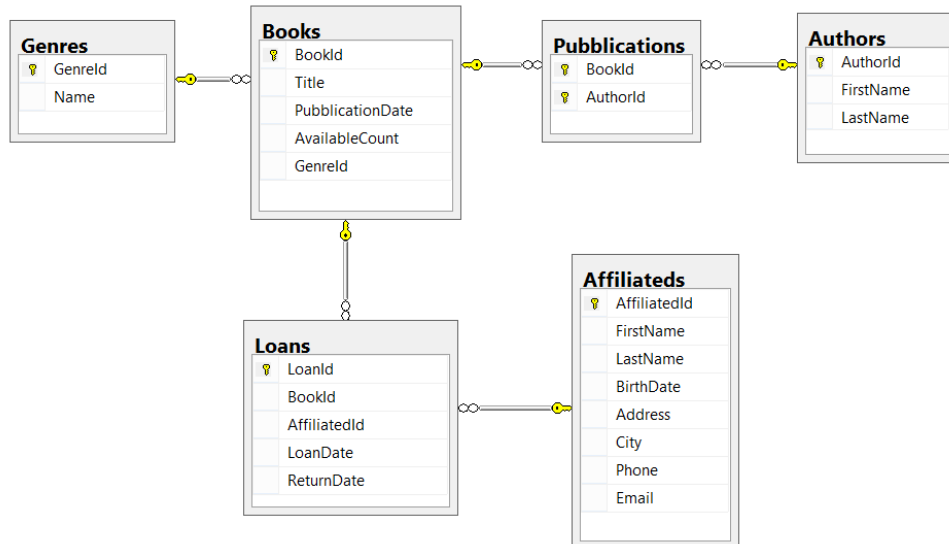 Genres
GenreId
Name
Books
BookId
Title
PubblicationDate
AvailableCount
GenreId
Pubblications
BookId
AuthorId
Authors
AuthorId
FirstName
LastName
Loans
LoanId
BookId
AffiliatedId
LoanDate
ReturnDate
Affiliateds
AffiliatedId
FirstName
LastName
BirthDate
Address
City
Phone
Email